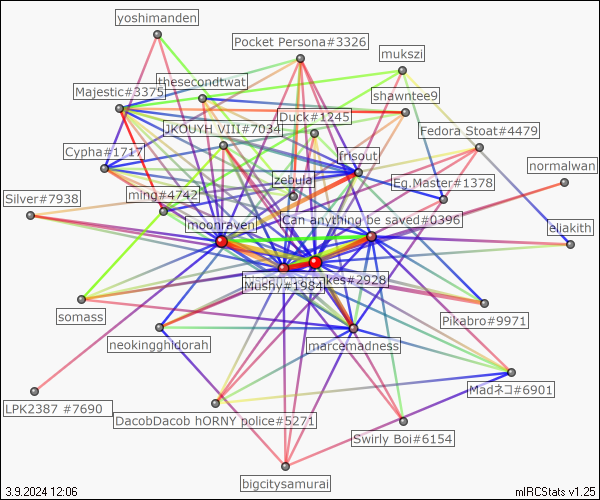 yoshimanden
Pocket Persona#3326
mukszi
thesecondtwat
Majestic#3375
shawntee9
Duck#1245
JKOUYH VIII#7034
Fedora Stoat#4479
Cypha#1717
frisout
normalwan
zebula
Eg.Master#1378
ming#4742
Silver#7938
Can anything be saved#0396
moonraven
eliakith
kes#2928
Mushy#1984
somass
Pikabro#9971
neokingghidorah
marcemadness
Madネコ#6901
LPK2387 #7690
DacobDacob hORNY police#5271
Swirly Boi#6154
bigcitysamurai
3.9.2024 12:06
mIRCStats v1.25